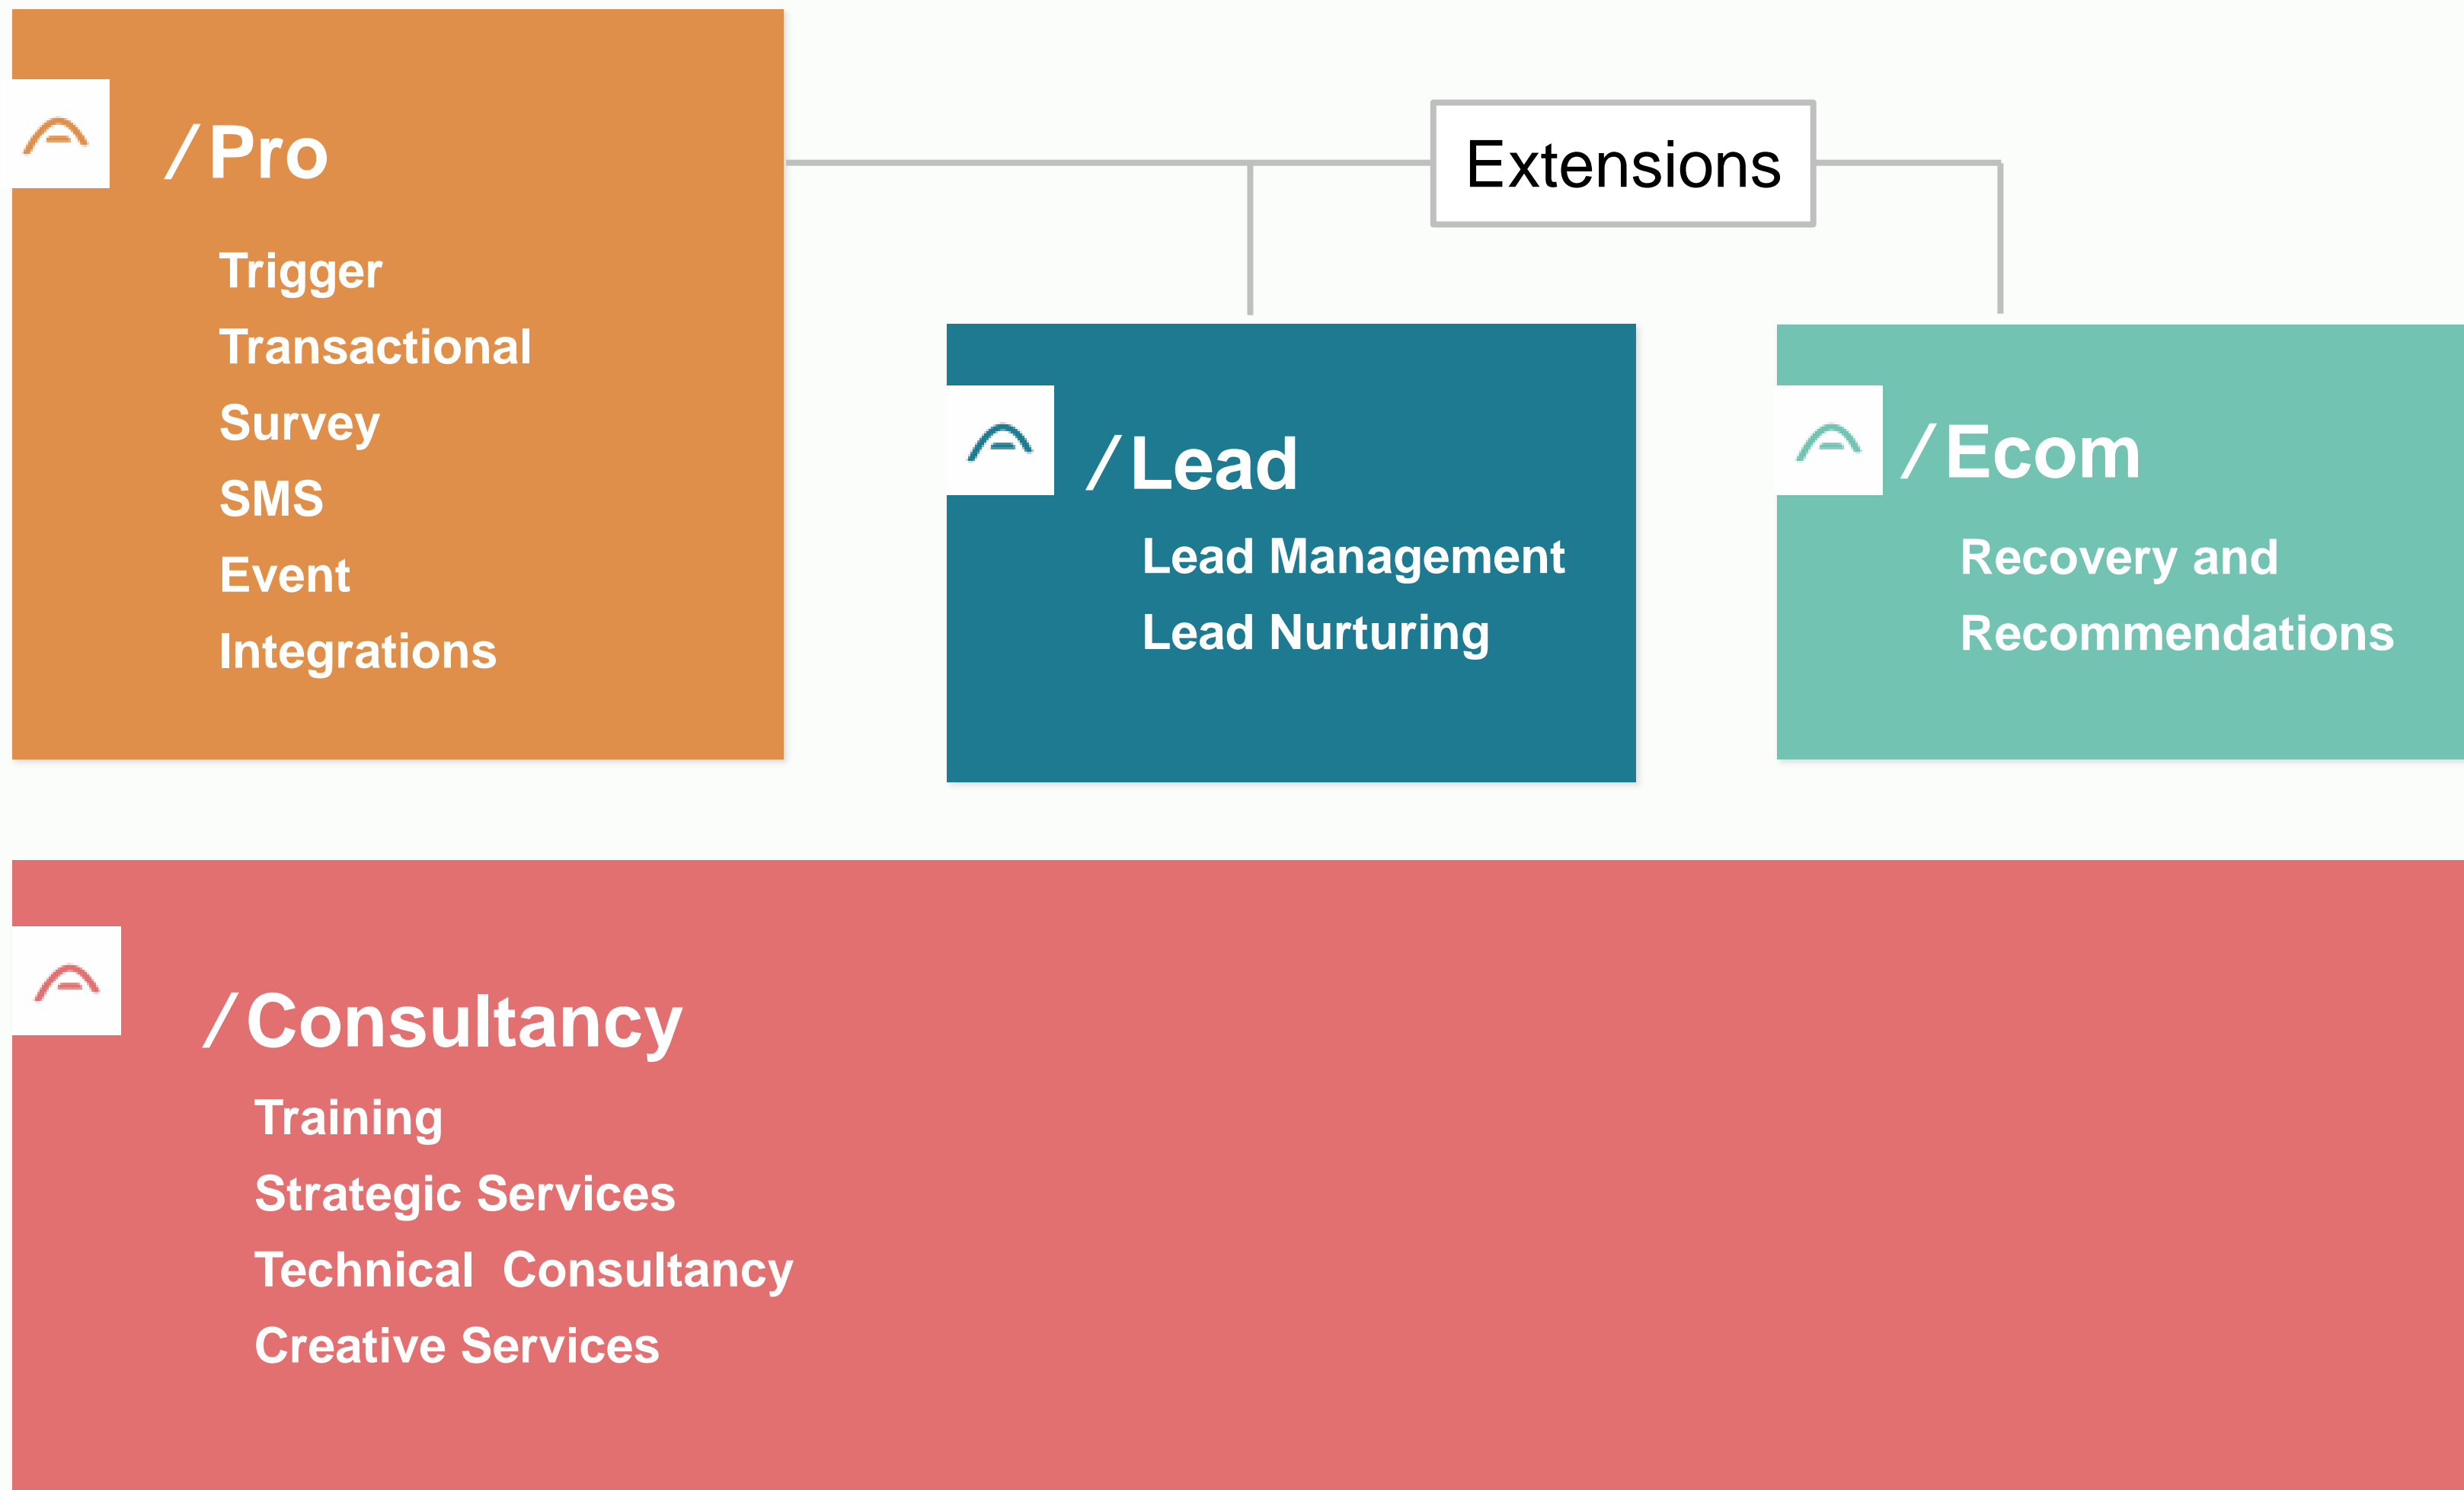 /Pro
Trigger
Transactional
Survey
SMS
Event
Integrations
Extensions
/Lead
Lead Management
Lead Nurturing
/Ecom
Recovery and
Recommendations
/Consultancy
Training
Strategic Services
Technical  Consultancy
Creative Services